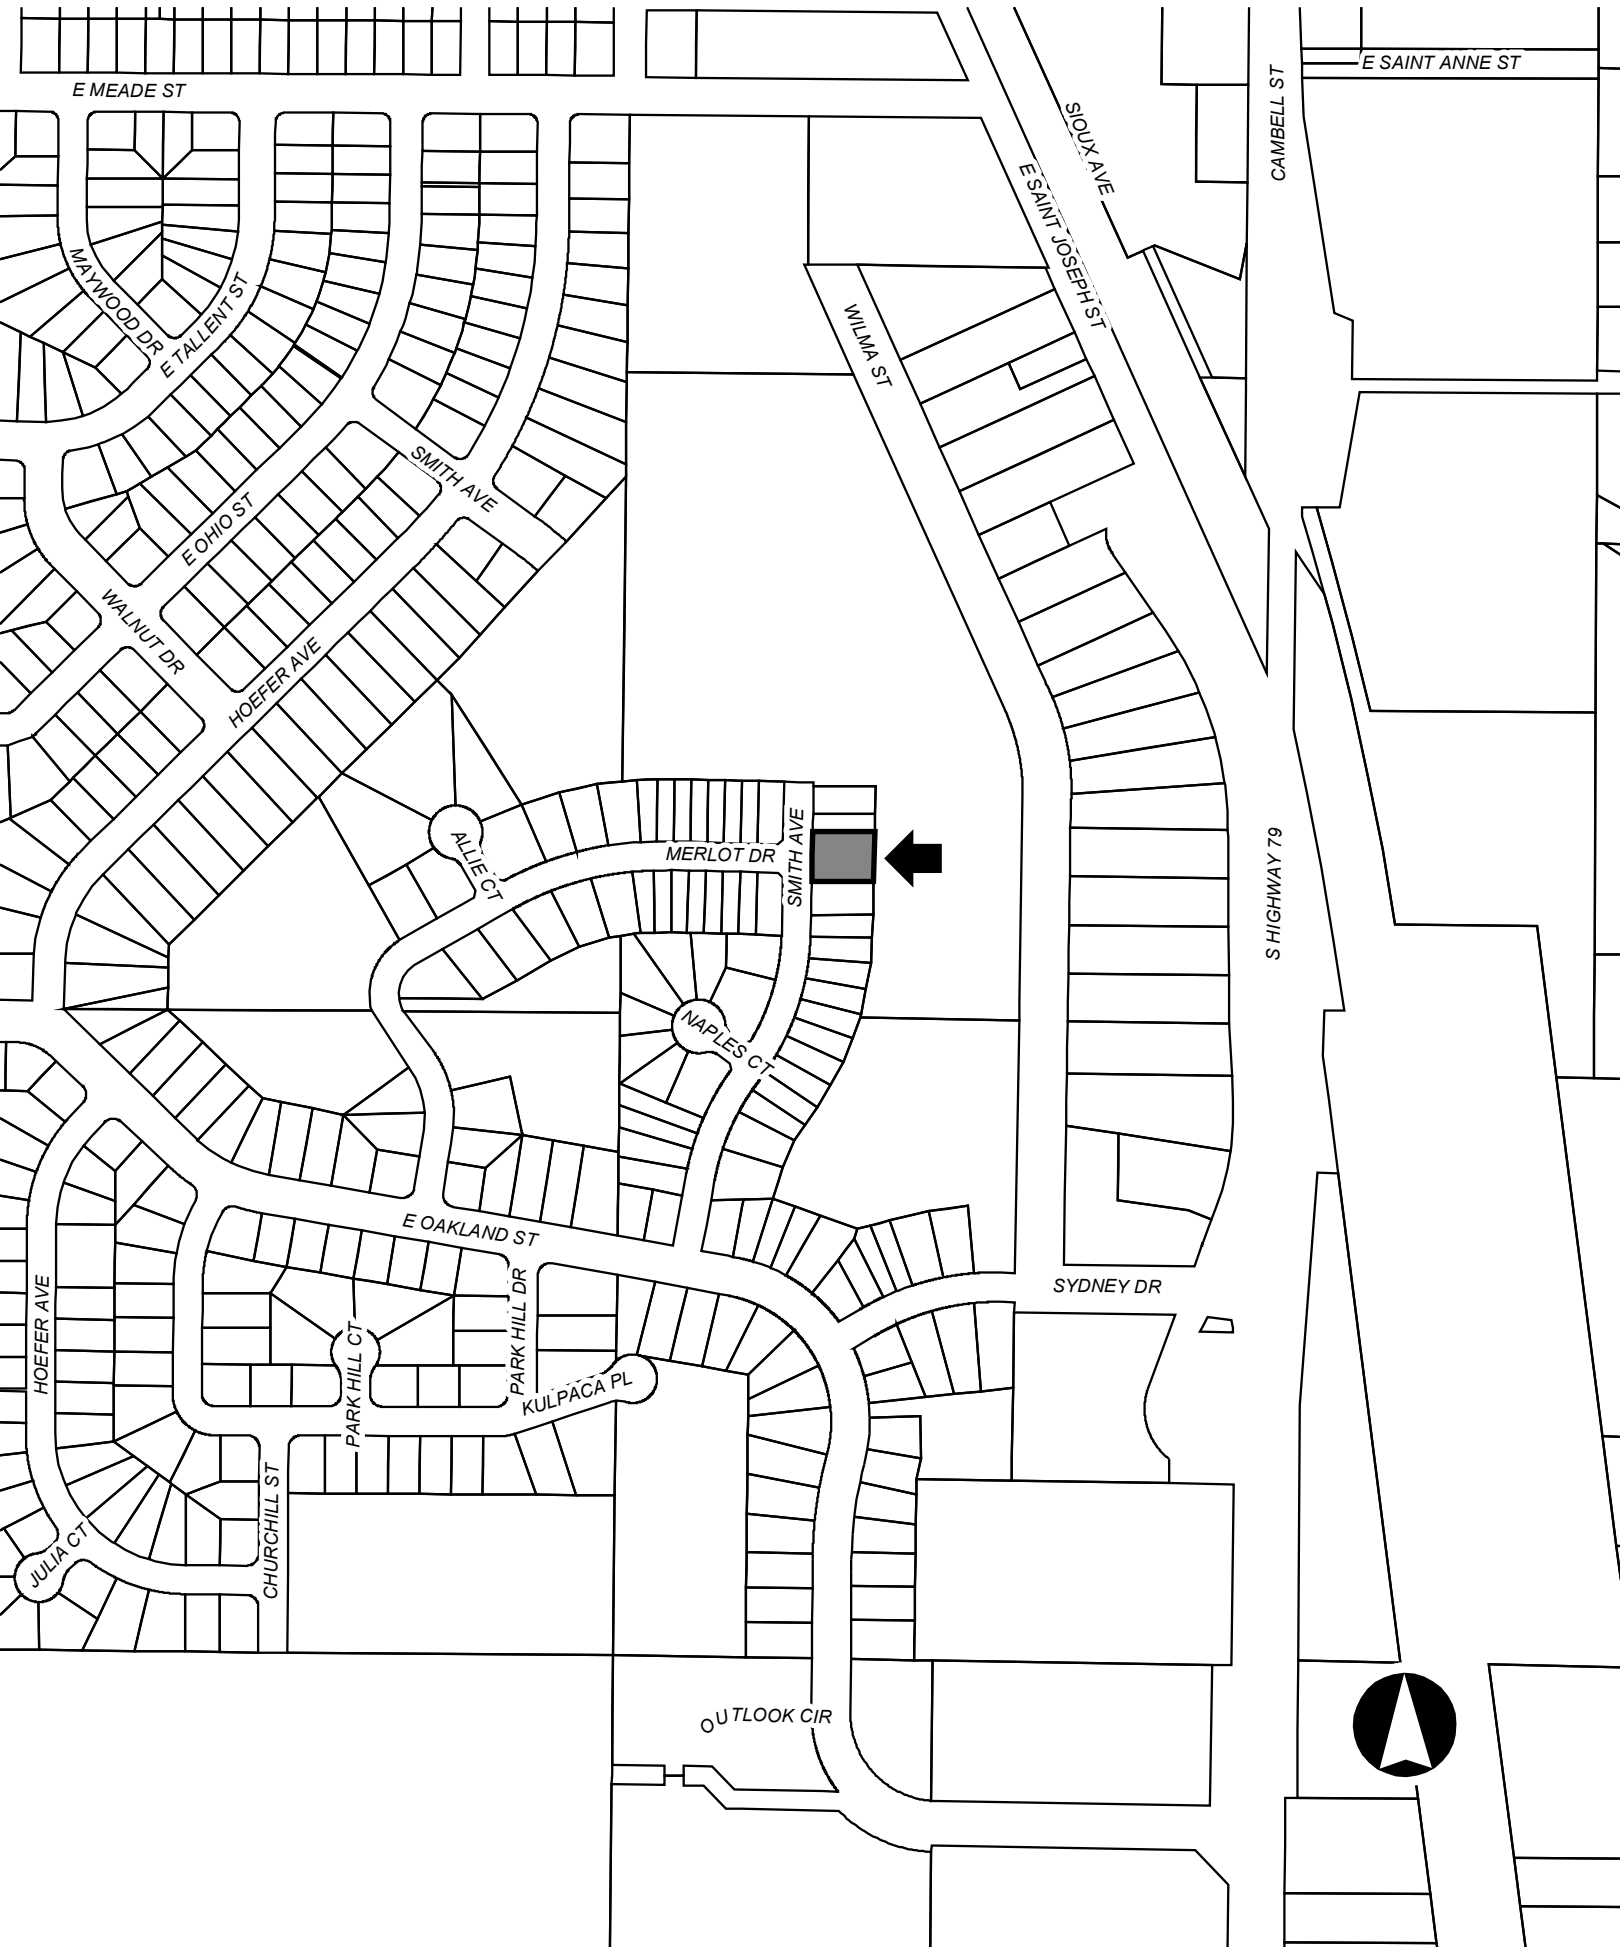 E SAINT ANNE ST
E MEADE ST
CAMBELL ST
SIOUX AVE
E SAINT JOSEPH ST
MAYWOOD DR
E TALLENT ST
WILMA ST
SMITH AVE
E OHIO ST
WALNUT DR
HOEFER AVE
ALLIE CT
MERLOT DR
SMITH AVE
S HIGHWAY 79
NAPLES CT
E OAKLAND ST
SYDNEY DR
HOEFER AVE
PARK HILL DR
PARK HILL CT
KULPACA PL
CHURCHILL ST
JULIA CT
OUTLOOK CIR